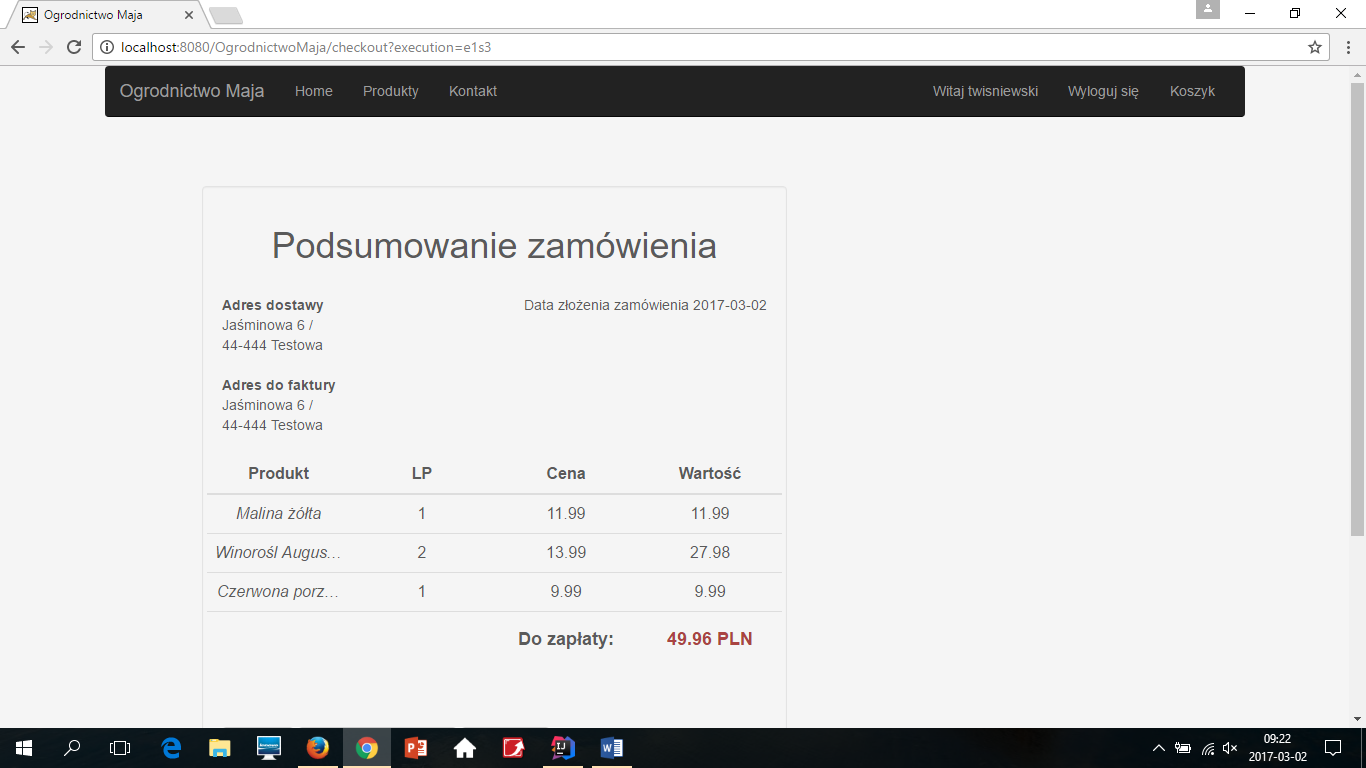 Ogrodnictwo Maja
localhost:8080/OgrodnictwoMaja/checkout?execution=e1s3
Ogrodnictwo Maja Home Produkty Kontakt Witaj twisniewski Wyloguj się Koszyk
Podsumowanie zamówienia
Adres dostawy Data złożenia zamówienia 2017-03-02
Jaśminowa 6 /
44-444 Testowa
Adres do faktury
Jaśminowa 6 /
44-444 Testowa
Produkt LP Cena Wartość
Malina żółta 1 11.99 11.99
Winorośl Augus... 2 13.99 27.98
Czerwona porz... 1 9.99 9.99
Do zapłaty: 49.96 PLN
09:22
2017-03-02